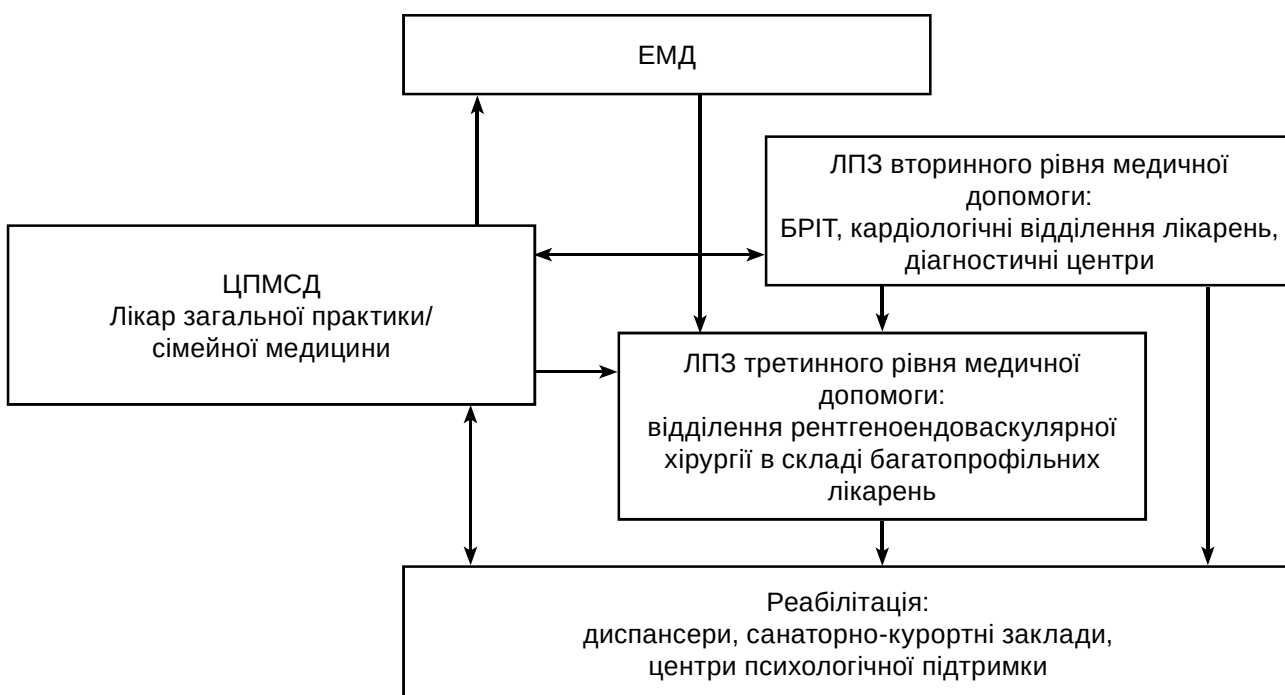 ЕМД
ЛПЗ вторинного рівня медичної
допомоги:
БРІТ, кардіологічні відділення лікарень,
діагностичні центри
ЦПМСД
Лікар загальної практики/
сімейної медицини
ЛПЗ третинного рівня медичної
допомоги:
відділення рентгеноендоваскулярної
хірургії в складі багатопрофільних
лікарень
Реабілітація:
диспансери, санаторно-курортні заклади,
центри психологічної підтримки